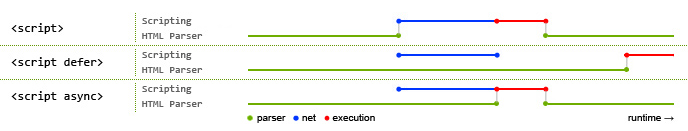 <script>
Scripting
HTML Parser
<script defer>
Scripting
HTML Parser
<script async>
Scripting
HTML Parser
parser net execution runtime →